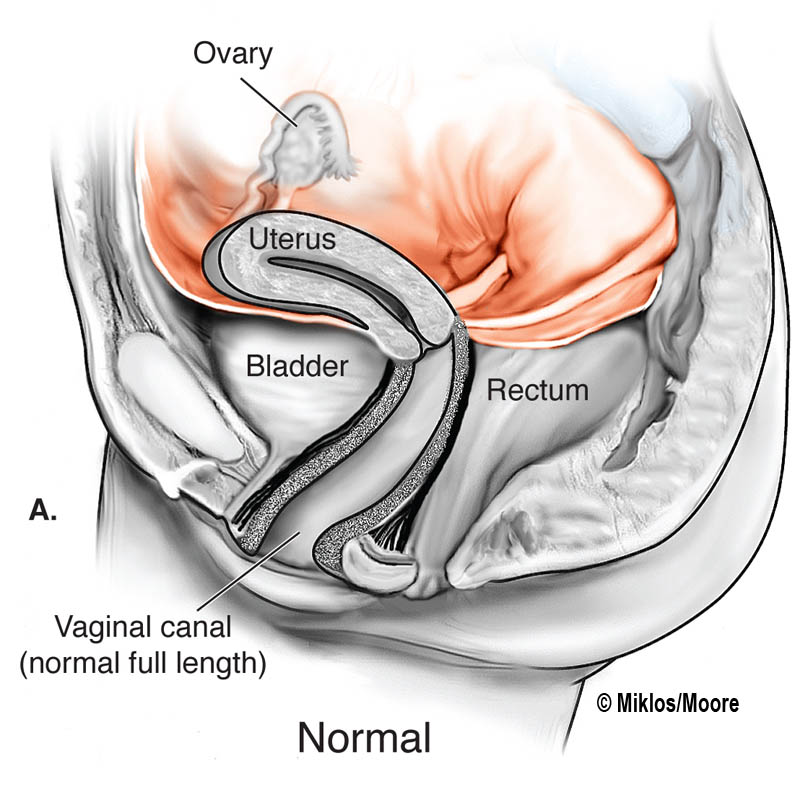 Ovary
Uterus
Bladder
Rectum
A.
Vaginal canal
(normal full length)
© Miklos/Moore
Normal